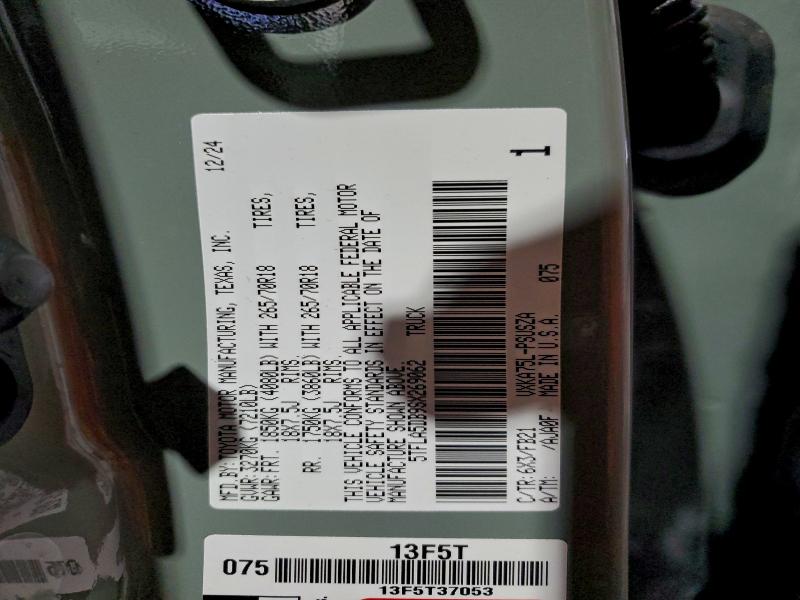 MFD BY: TOYOTA MOTOR MANUFACTURING, TEXAS, INC. 12/24
GVWR: 3270KG (7210LB)
GAWR: FRT. 1850KG (4080LB) WITH 265/70R18 TIRES,
18X7.5J RIMS.
RR. 1750KG (3860LB) WITH 265/70R18 TIRES,
18X7.5J RIMS.
THIS VEHICLE CONFORMS TO ALL APPLICABLE FEDERAL MOTOR
VEHICLE SAFETY STANDARDS IN EFFECT ON THE DATE OF
MANUFACTURE SHOWN ABOVE.
5TFLA5DB5SX269062 TRUCK
1
C/TR: 6X3/FB21 VXKA75L-PSUSZA 075
A/TM: /AJA0F MADE IN U.S.A.
13F5T
075
13F5T37053